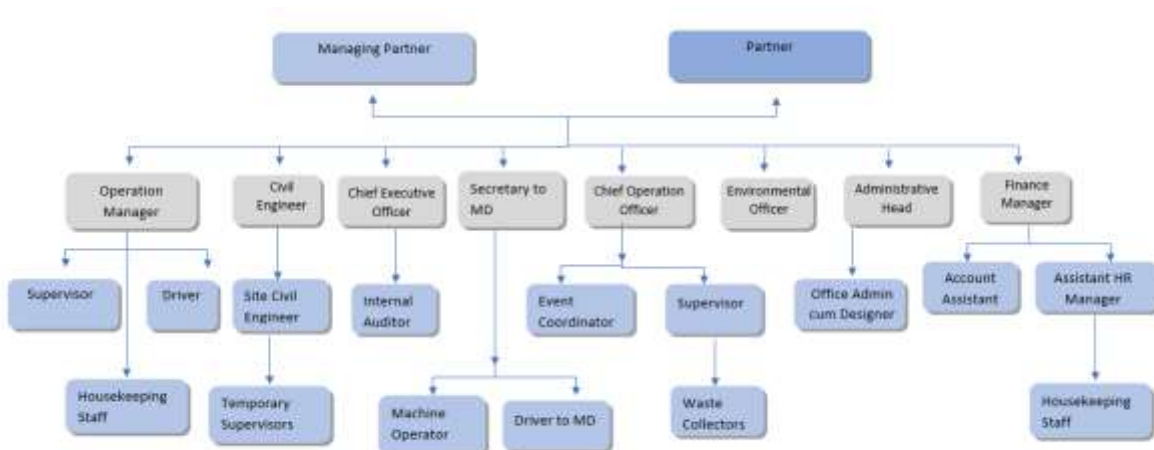 Managing Partner
Partner
Operation
Manager
Civil
Engineer
Chief Executive
Officer
Secretary to
MD
Chief Operation
Officer
Environmental
Officer
Administrative
Head
Finance
Manager
Supervisor
Driver
Site Civil
Engineer
Internal
Auditor
Event
Coordinator
Supervisor
Office Admin
cum Designer
Account
Assistant
Assistant HR
Manager
Housekeeping
Staff
Temporary
Supervisors
Machine
Operator
Driver to MD
Waste
Collectors
Housekeeping
Staff